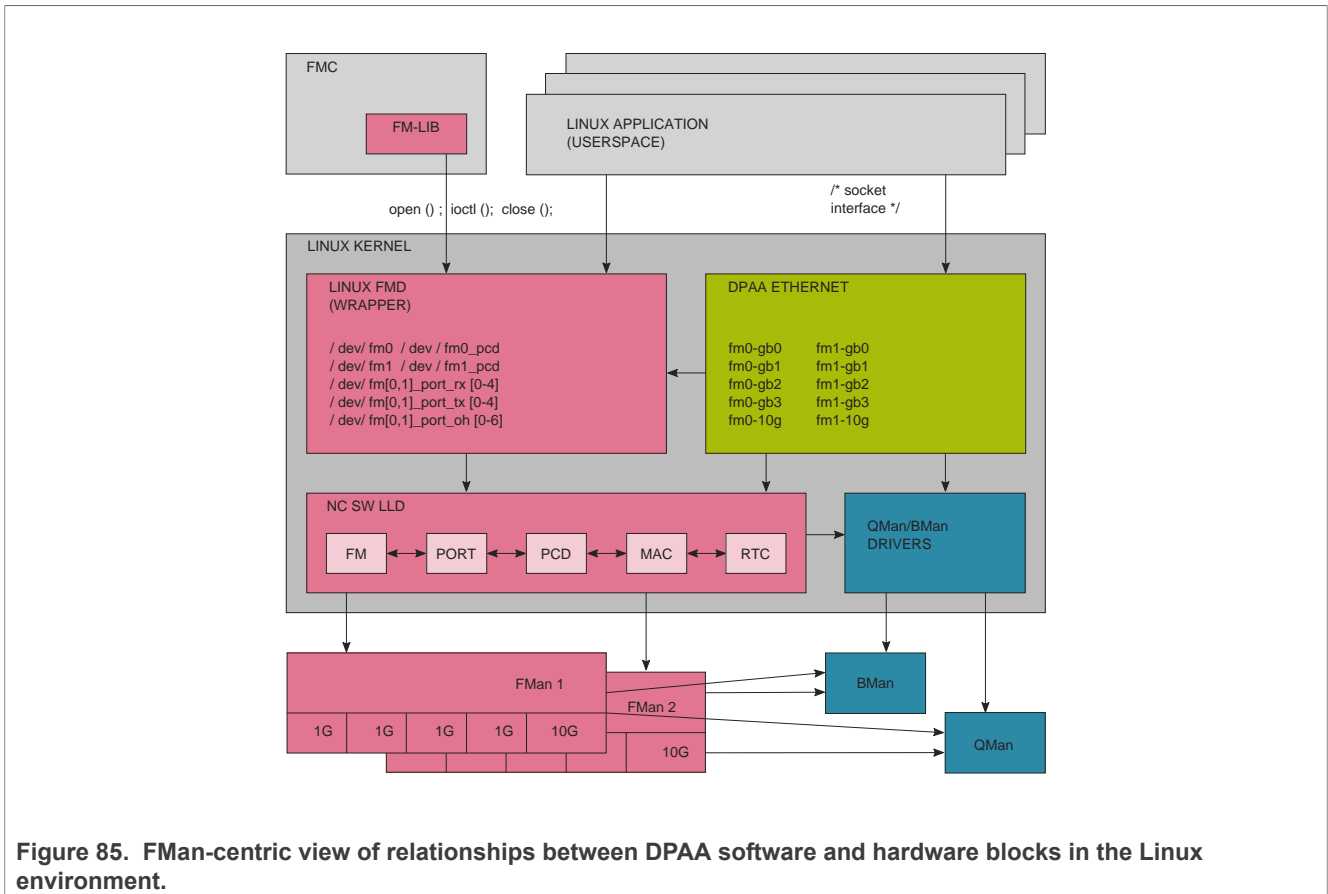 FMC
FM-LIB
LINUX APPLICATION
(USERSPACE)
open () ;  ioctl ();  close ();
/* socket
interface */
LINUX KERNEL
LINUX FMD
(WRAPPER)
/ dev/ fm0  / dev / fm0_pcd
/ dev/ fm1  / dev / fm1_pcd
/ dev/ fm[0,1]_port_rx [0-4]
/ dev/ fm[0,1]_port_tx [0-4]
/ dev/ fm[0,1]_port_oh [0-6]
DPAA ETHERNET
fm0-gb0 fm1-gb0
fm0-gb1 fm1-gb1
fm0-gb2 fm1-gb2
fm0-gb3 fm1-gb3
fm0-10g fm1-10g
NC SW LLD
FM PORT PCD MAC RTC
QMan/BMan
DRIVERS
FMan 1
1G 1G 1G 1G 10G
FMan 2
10G
BMan
QMan
Figure 85.  FMan-centric view of relationships between DPAA software and hardware blocks in the Linux
environment.